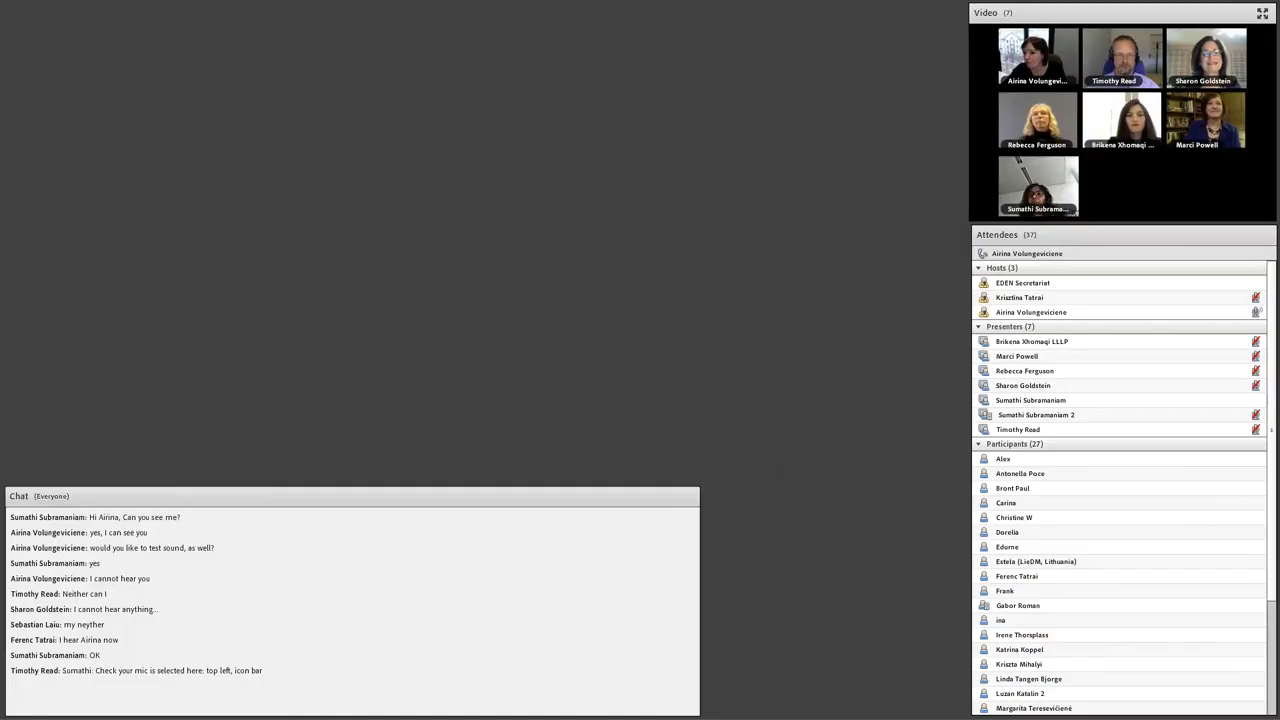 Video (7)
Airina Volungevi...
Timothy Read
Sharon Goldstein
Rebecca Ferguson
Brikena Xhomaqi ...
Marci Powell
Sumathi Subrama...
Attendees (37)
Airina Volungeviciene
Hosts (3)
EDEN Secretariat
Krisztina Tatrai
Airina Volungeviciene
Presenters (7)
Brikena Xhomaqi LLLP
Marci Powell
Rebecca Ferguson
Sharon Goldstein
Sumathi Subramaniam
Sumathi Subramaniam 2
Timothy Read
Participants (27)
Alex
Antonella Poce
Bront Paul
Carina
Christine W
Dorelia
Edurne
Estela (LieDM, Lithuania)
Ferenc Tatrai
Frank
Gabor Roman
ina
Irene Thorsplass
Katrina Koppel
Kriszta Mihalyi
Linda Tangen Bjorge
Luzan Katalin 2
Margarita Teresevičienė
Chat (Everyone)
Sumathi Subramaniam: Hi Airina, Can you see me?
Airina Volungeviciene: yes, I can see you
Airina Volungeviciene: would you like to test sound, as well?
Sumathi Subramaniam: yes
Airina Volungeviciene: I cannot hear you
Timothy Read: Neither can I
Sharon Goldstein: I cannot hear anything...
Sebastian Laiu: my neyther
Ferenc Tatrai: I hear Airina now
Sumathi Subramaniam: OK
Timothy Read: Sumathi: Check your mic is selected here: top left, icon bar